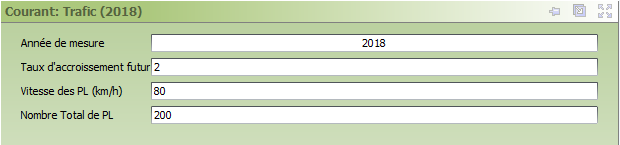 Courant: Trafic (2018)
Année de mesure 2018
Taux d'accroissement futur 2
Vitesse des PL (km/h) 80
Nombre Total de PL 200